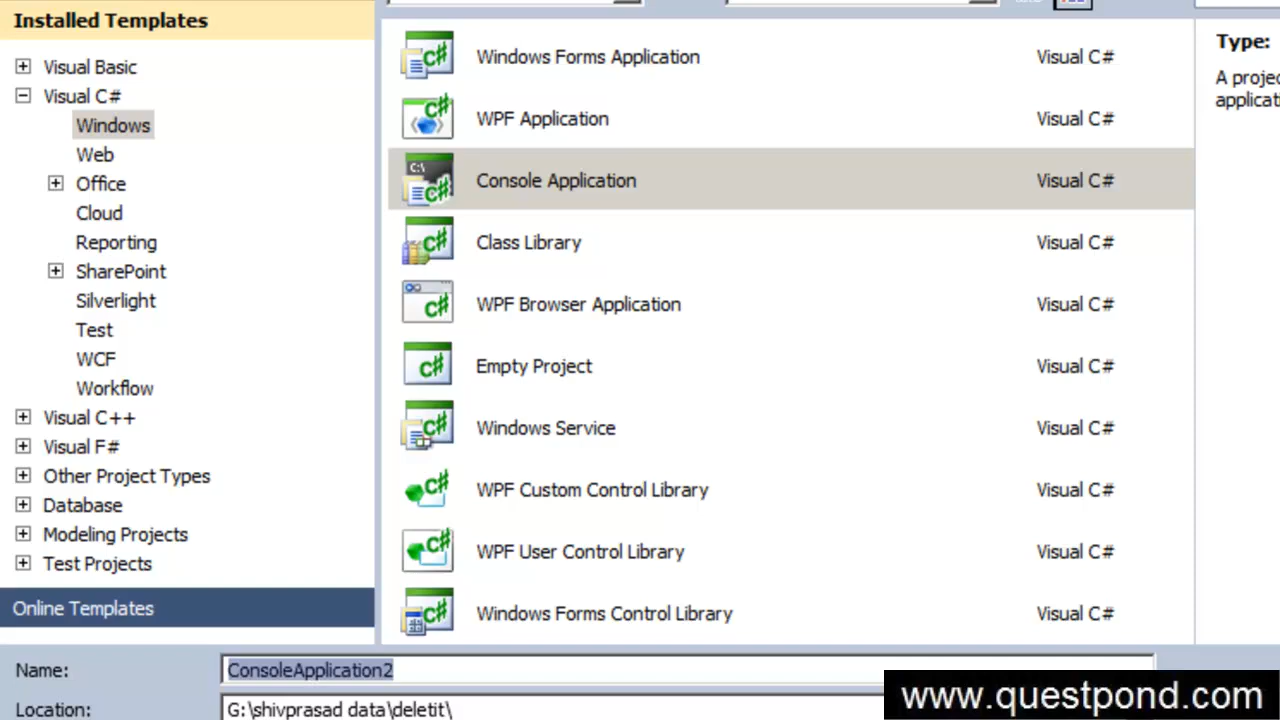 Installed Templates
Visual Basic
Visual C#
Windows
Web
Office
Cloud
Reporting
SharePoint
Silverlight
Test
WCF
Workflow
Visual C++
Visual F#
Other Project Types
Database
Modeling Projects
Test Projects
Online Templates
Windows Forms Application Visual C#
WPF Application Visual C#
Console Application Visual C#
Class Library Visual C#
WPF Browser Application Visual C#
Empty Project Visual C#
Windows Service Visual C#
WPF Custom Control Library Visual C#
WPF User Control Library Visual C#
Windows Forms Control Library Visual C#
Type:
A projec
applicati
Name: ConsoleApplication2
Location: G:\shivprasad data\deletit\
www.questpond.com